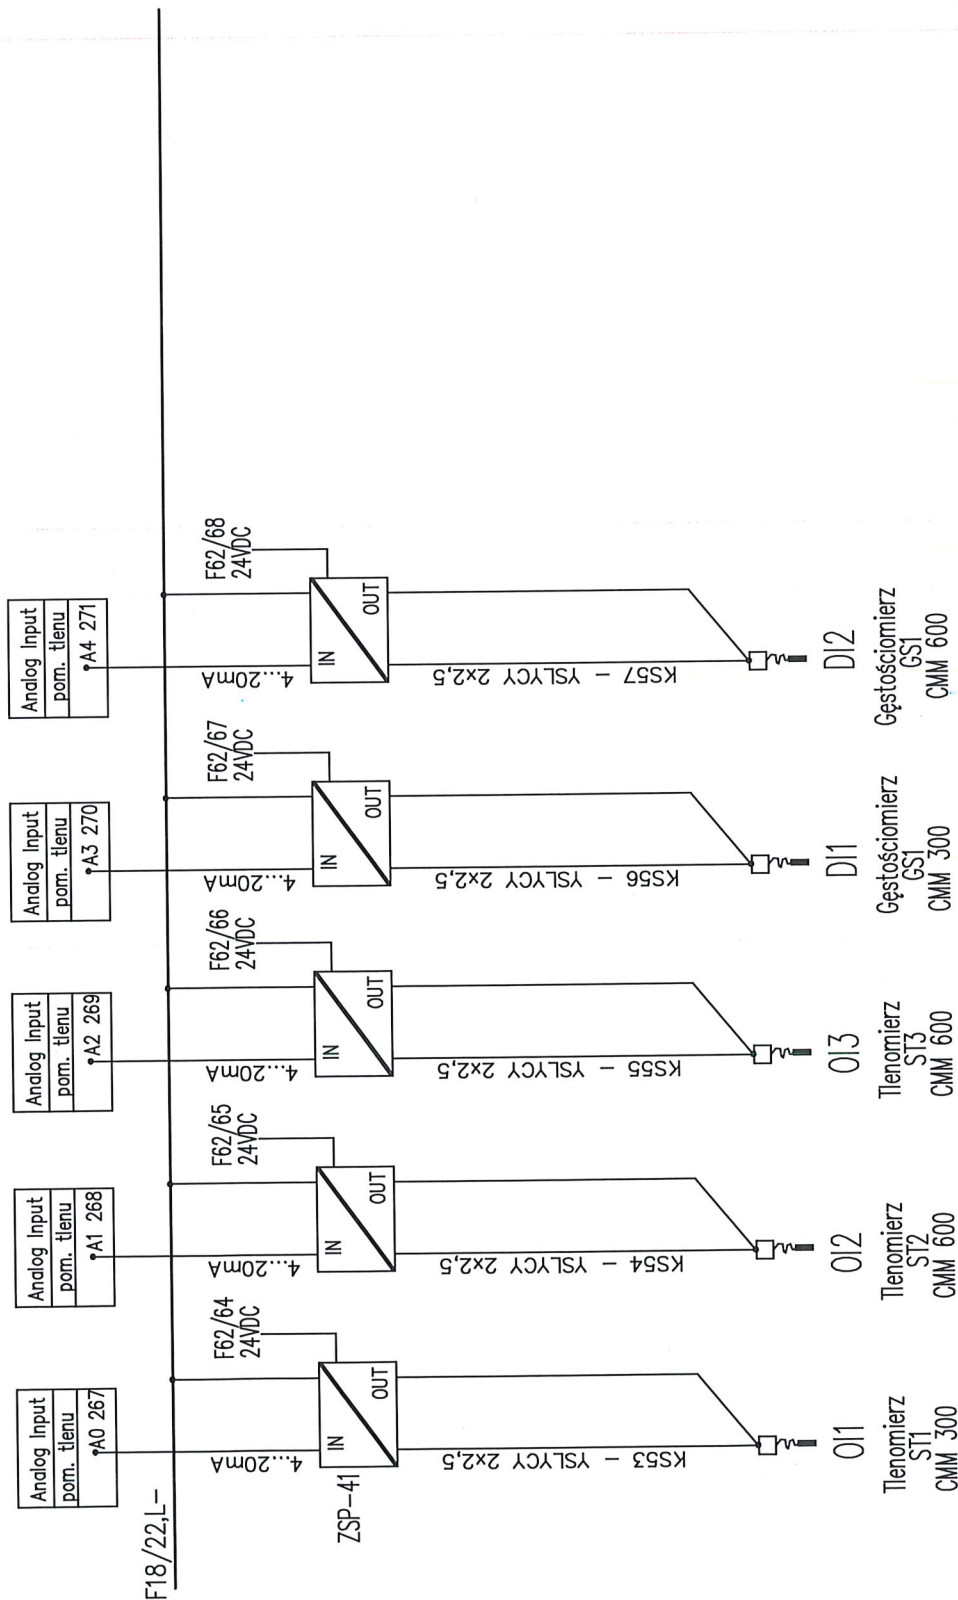 Analog Input
pom. tlenu
A0 267
Analog Input
pom. tlenu
A1 268
Analog Input
pom. tlenu
A2 269
Analog Input
pom. tlenu
A3 270
Analog Input
pom. tlenu
A4 271
F18/22,L-
4...20mA
F62/64
24VDC
4...20mA
F62/65
24VDC
4...20mA
F62/66
24VDC
4...20mA
F62/67
24VDC
4...20mA
F62/68
24VDC
ZSP-41
IN
OUT
IN
OUT
IN
OUT
IN
OUT
IN
OUT
KS53 - YSLYCY 2x2,5
KS54 - YSLYCY 2x2,5
KS55 - YSLYCY 2x2,5
KS56 - YSLYCY 2x2,5
KS57 - YSLYCY 2x2,5
OI1
Tlenomierz
ST1
CMM 300
OI2
Tlenomierz
ST2
CMM 600
OI3
Tlenomierz
ST3
CMM 600
DI1
Gęstościomierz
GS1
CMM 300
DI2
Gęstościomierz
GS1
CMM 600